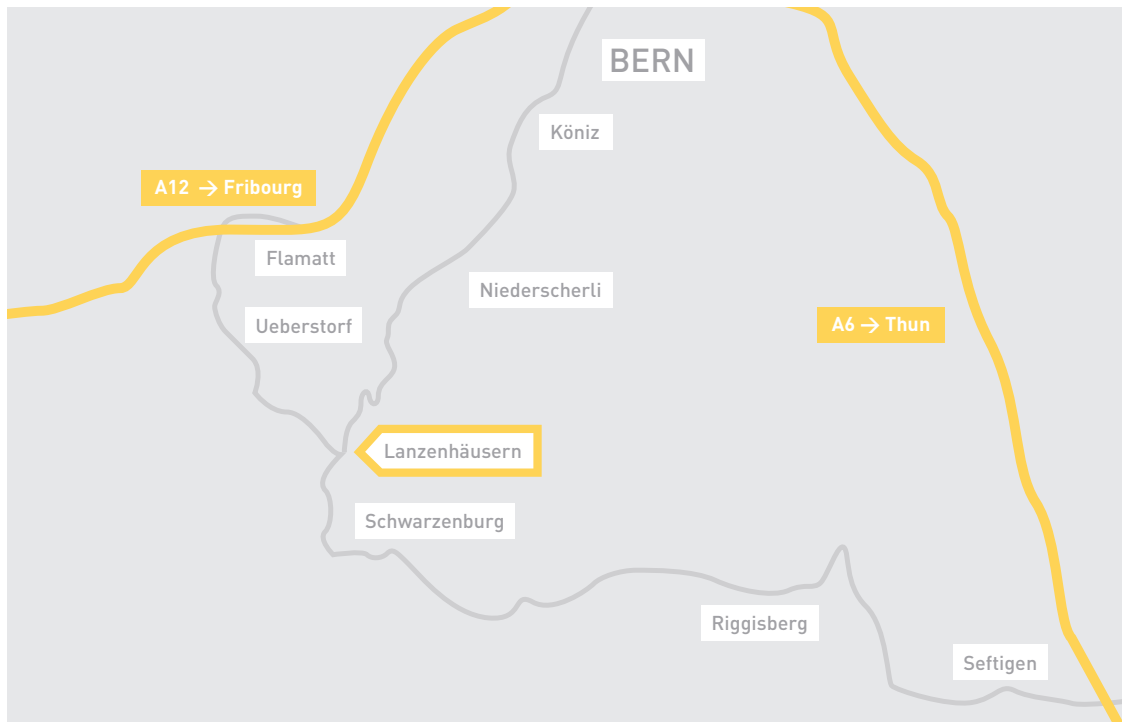 BERN
Köniz
A12 → Fribourg
Flamatt
Niederscherli
Ueberstorf
A6 → Thun
Lanzenhäusern
Schwarzenburg
Riggisberg
Seftigen